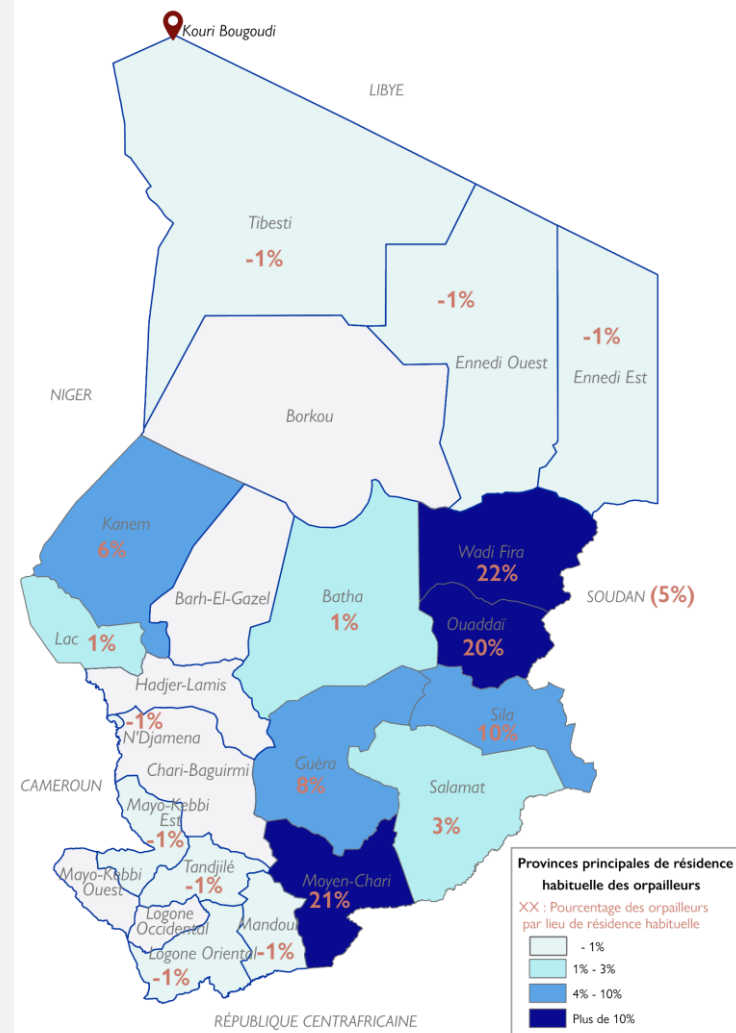 Kouri Bougoudi
LIBYE
Tibesti
-1%
-1%
Ennedi Ouest
-1%
Ennedi Est
NIGER
Borkou
Kanem
6%
Wadi Fira
22%
Barh-El-Gazel
Batha
1%
SOUDAN (5%)
Ouaddaï
20%
Lac 1%
Hadjer-Lamis
-1%
N'Djamena
Sila
10%
Chari-Baguirmi
Guéra
8%
CAMEROUN
Salamat
3%
Mayo-Kebbi
Est
-1%
Mayo-Kebbi
Ouest
Tandjilé
-1%
Moyen-Chari
21%
Logone
Occidental
Mandoul
-1%
Logone Oriental
-1%
RÉPUBLIQUE CENTRAFRICAINE
Provinces principales de résidence
habituelle des orpailleurs
XX : Pourcentage des orpailleurs
par lieu de résidence habituelle
- 1%
1% - 3%
4% - 10%
Plus de 10%